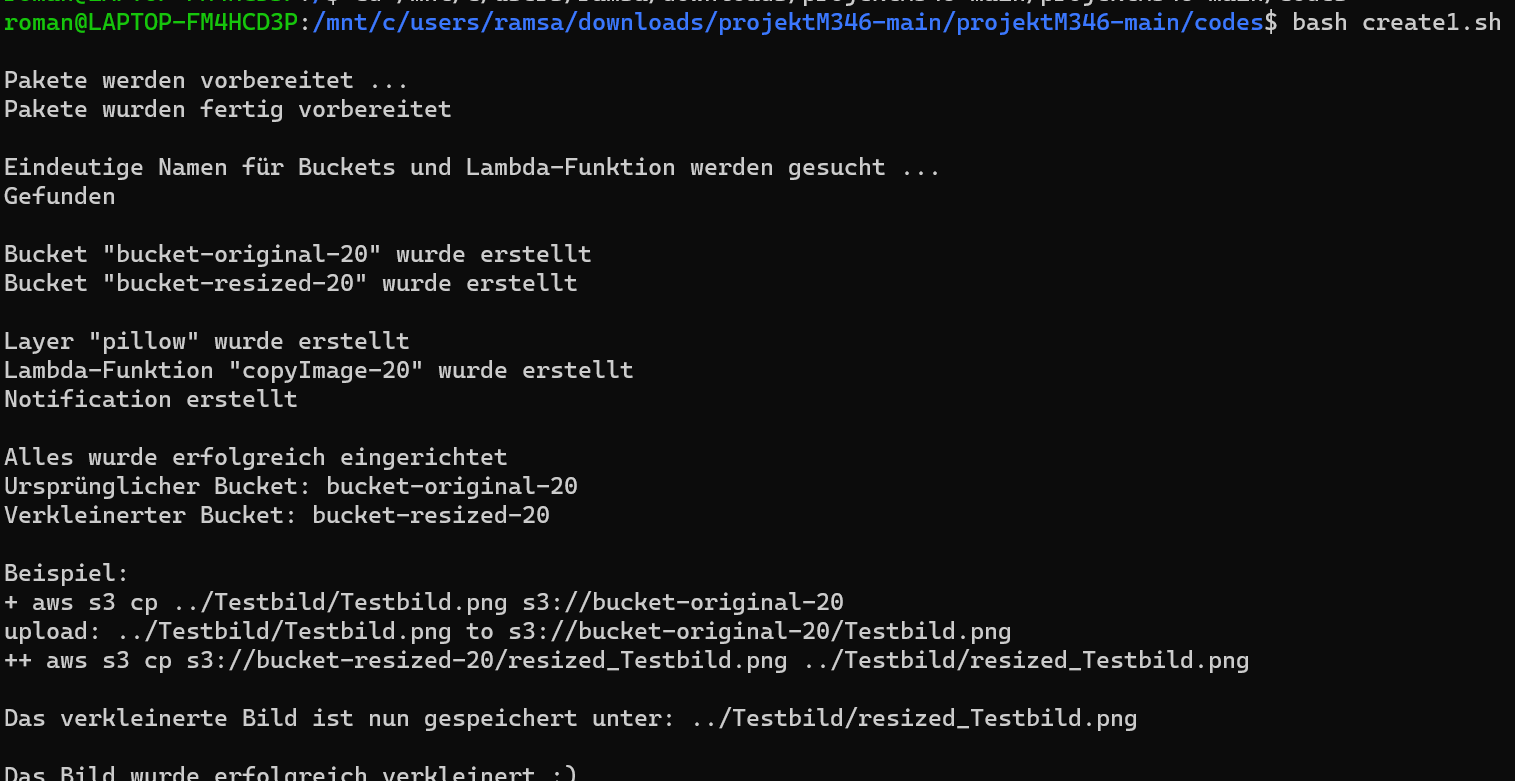 roman@LAPTOP-FM4HCD3P:/mnt/c/users/ramsa/downloads/projektM346-main/projektM346-main/codes$ bash create1.sh
Pakete werden vorbereitet ...
Pakete wurden fertig vorbereitet
Eindeutige Namen für Buckets und Lambda-Funktion werden gesucht ...
Gefunden
Bucket "bucket-original-20" wurde erstellt
Bucket "bucket-resized-20" wurde erstellt
Layer "pillow" wurde erstellt
Lambda-Funktion "copyImage-20" wurde erstellt
Notification erstellt
Alles wurde erfolgreich eingerichtet
Ursprünglicher Bucket: bucket-original-20
Verkleinerter Bucket: bucket-resized-20
Beispiel:
+ aws s3 cp ../Testbild/Testbild.png s3://bucket-original-20
upload: ../Testbild/Testbild.png to s3://bucket-original-20/Testbild.png
++ aws s3 cp s3://bucket-resized-20/resized_Testbild.png ../Testbild/resized_Testbild.png
Das verkleinerte Bild ist nun gespeichert unter: ../Testbild/resized_Testbild.png
Das Bild wurde erfolgreich verkleinert :)